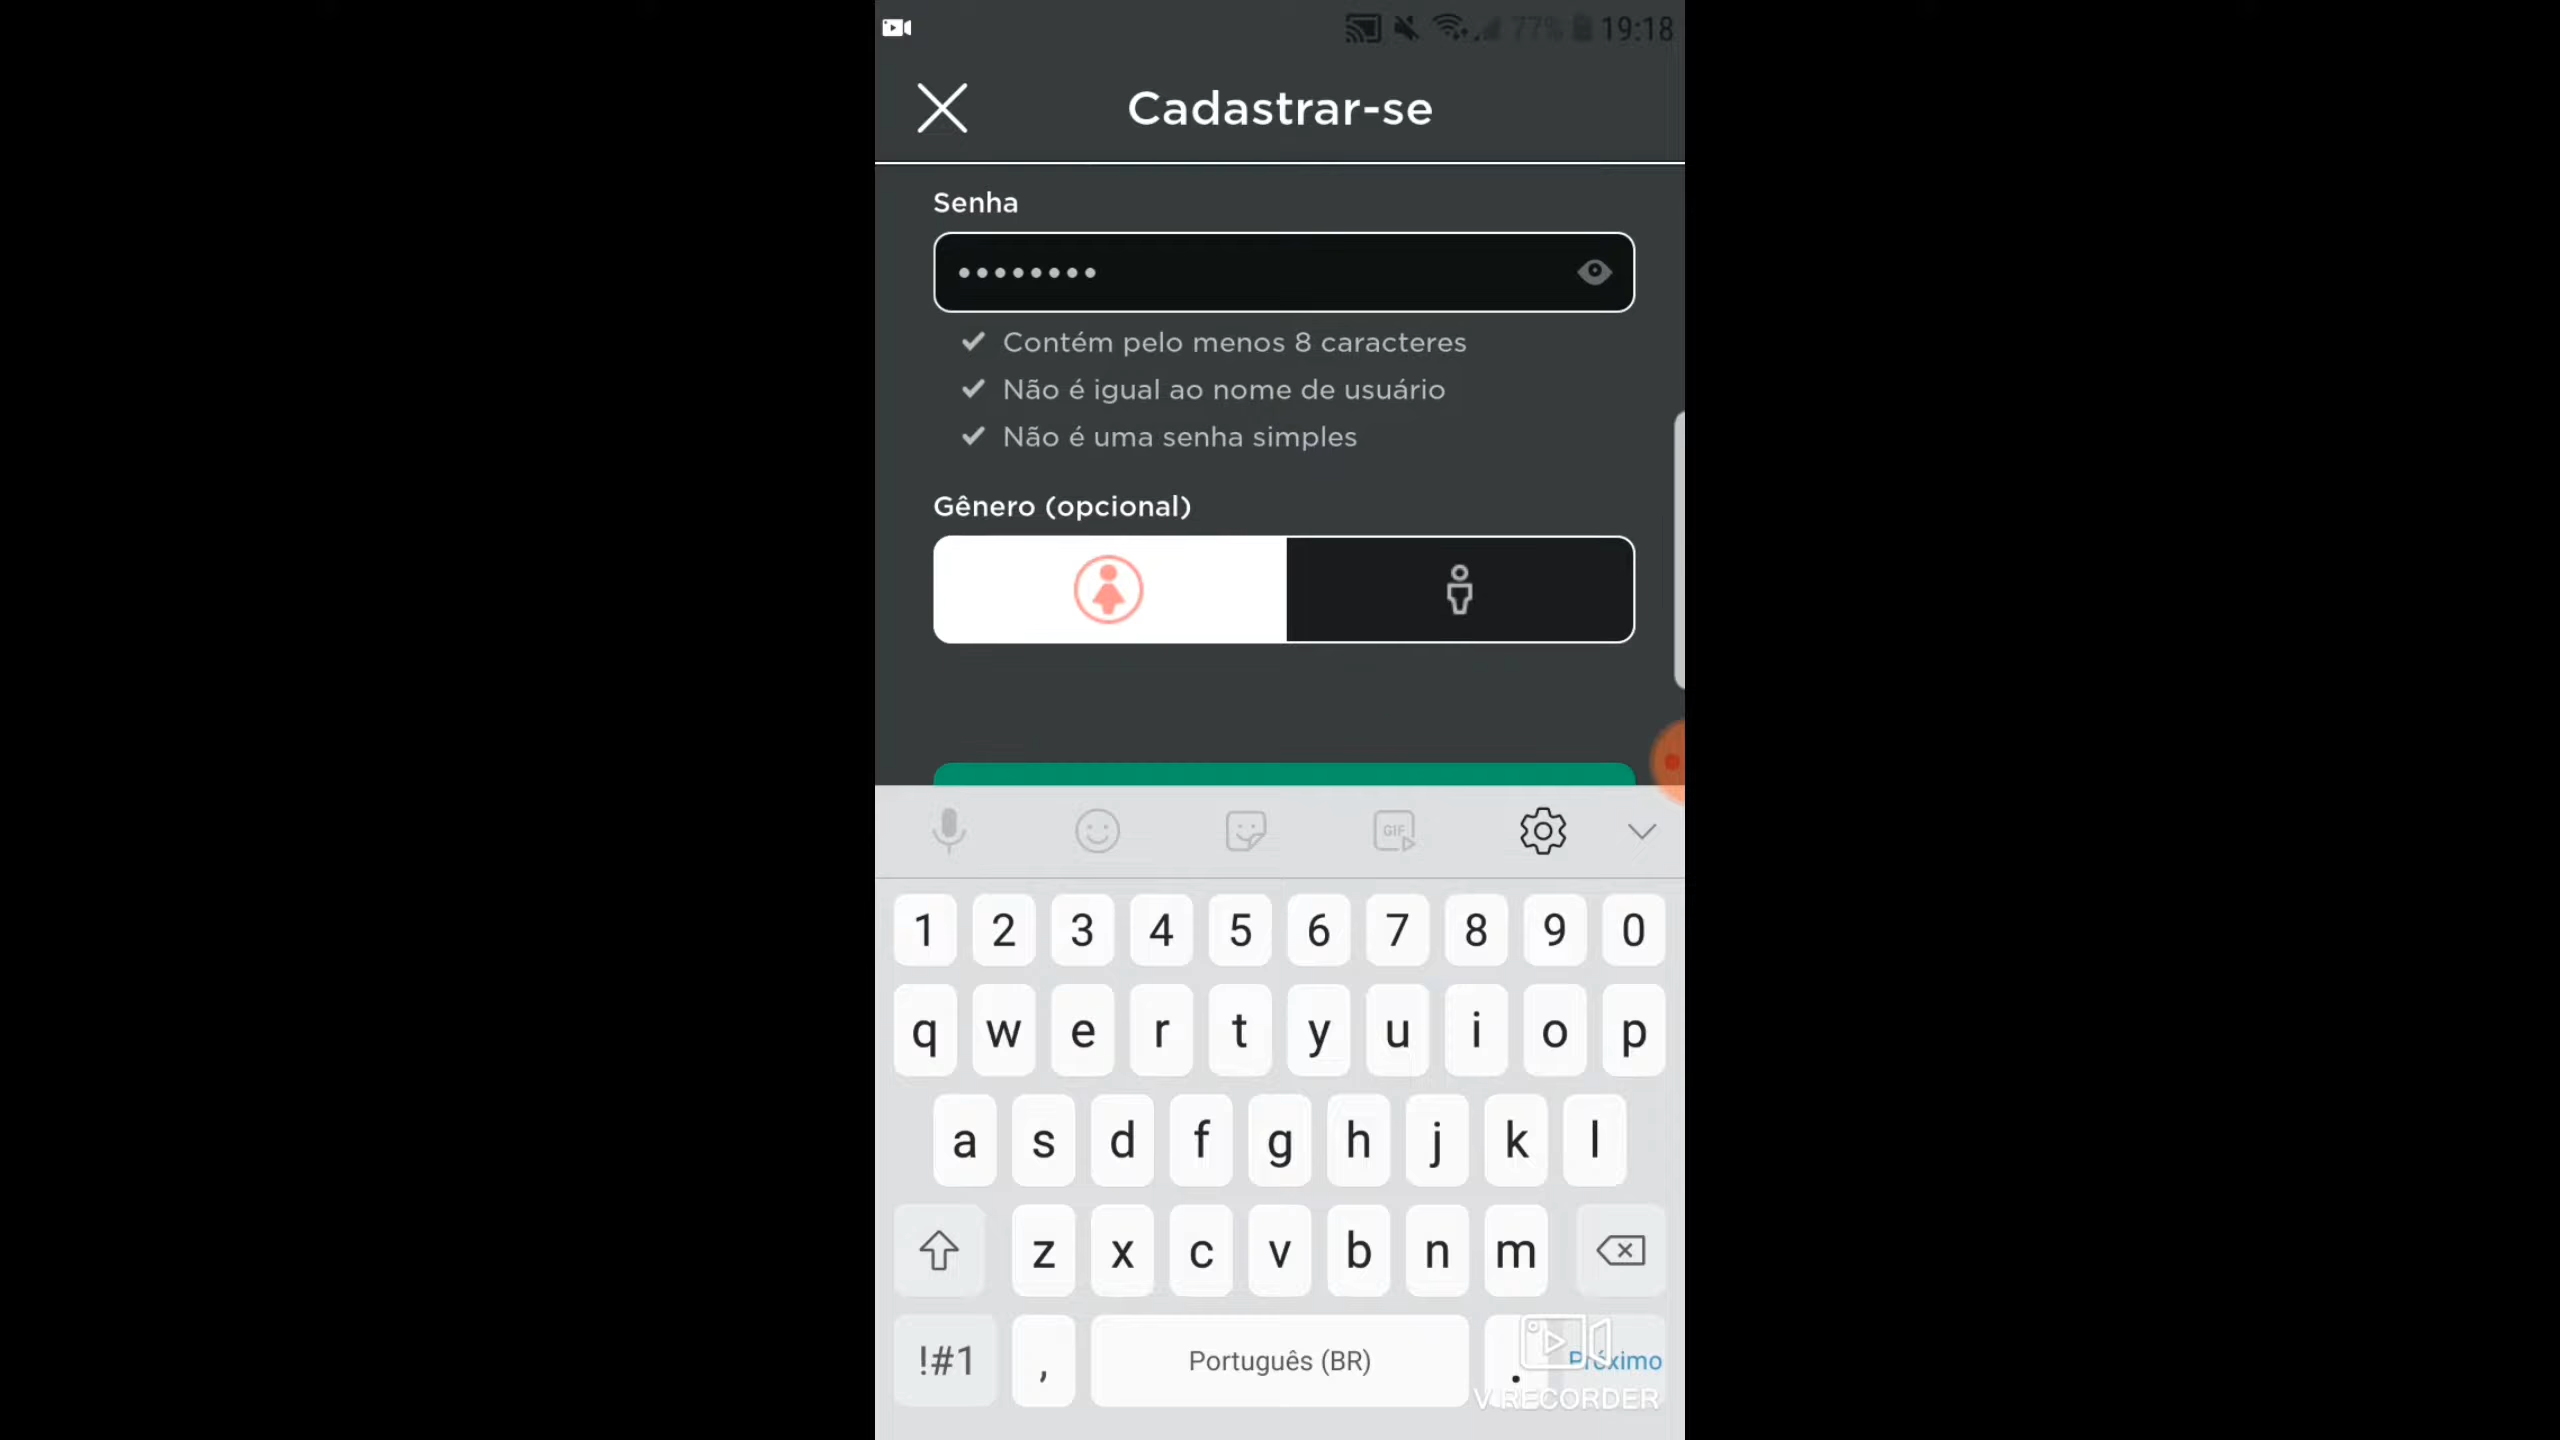 77% 19:18
Cadastrar-se
Senha
Contém pelo menos 8 caracteres
Não é igual ao nome de usuário
Não é uma senha simples
Gênero (opcional)
GIF
1 2 3 4 5 6 7 8 9 0
q w e r t y u i o p
a s d f g h j k l
z x c v b n m
!#1 , Português (BR) . Próximo
V RECORDER